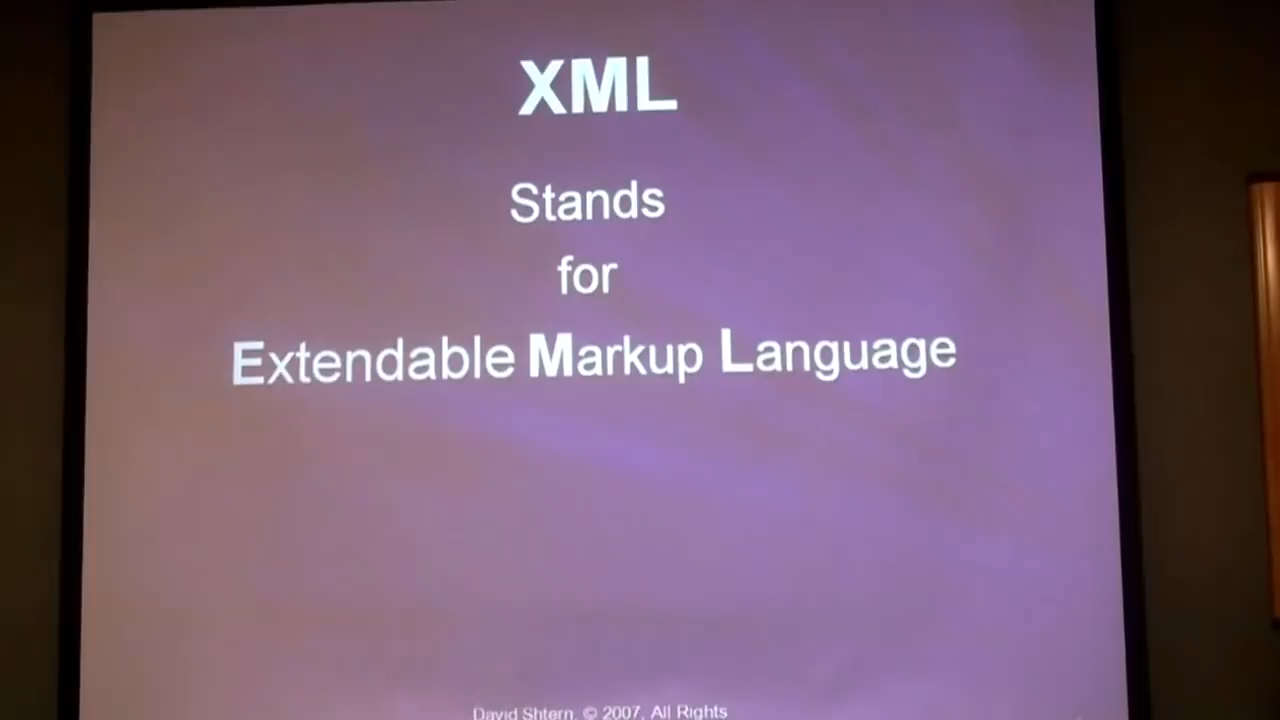 XML
Stands
for
Extendable Markup Language
David Shtern, © 2007, All Rights